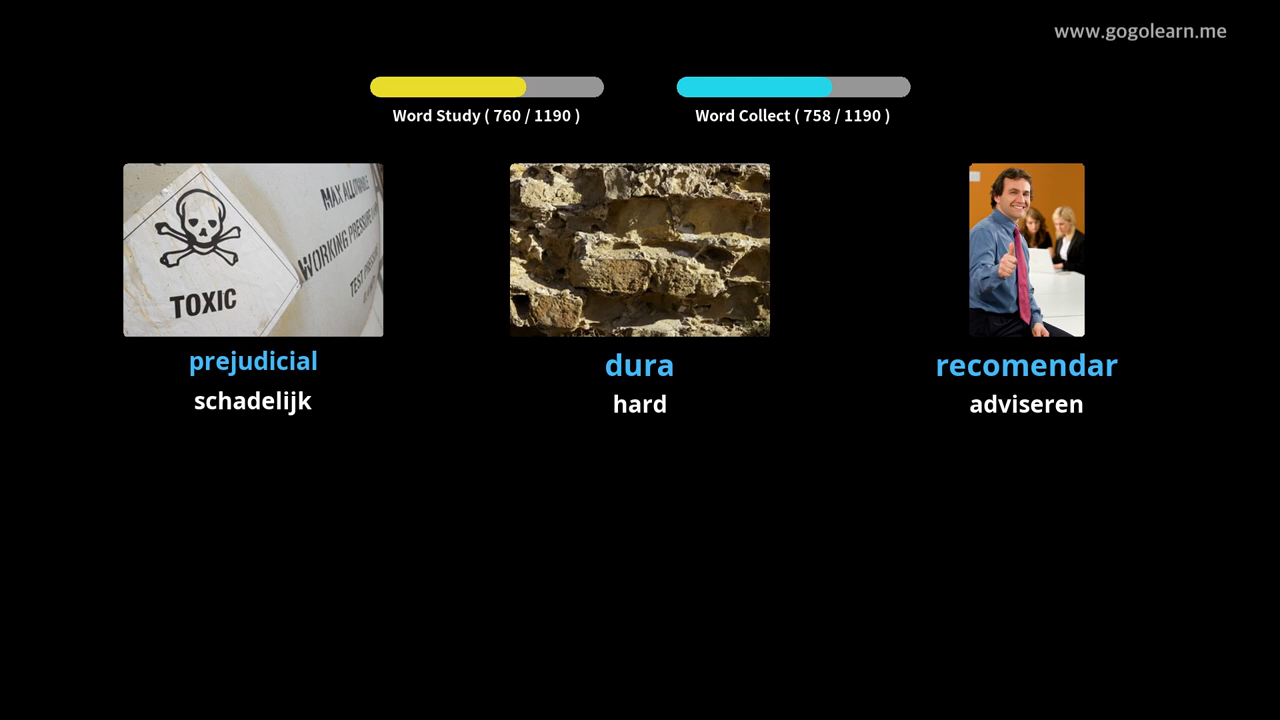 www.gogolearn.me
Word Study ( 760 / 1190 )
Word Collect ( 758 / 1190 )
TOXIC
MAX ALLOWABLE
WORKING PRESSURE
prejudicial
dura
recomendar
schadelijk
hard
adviseren